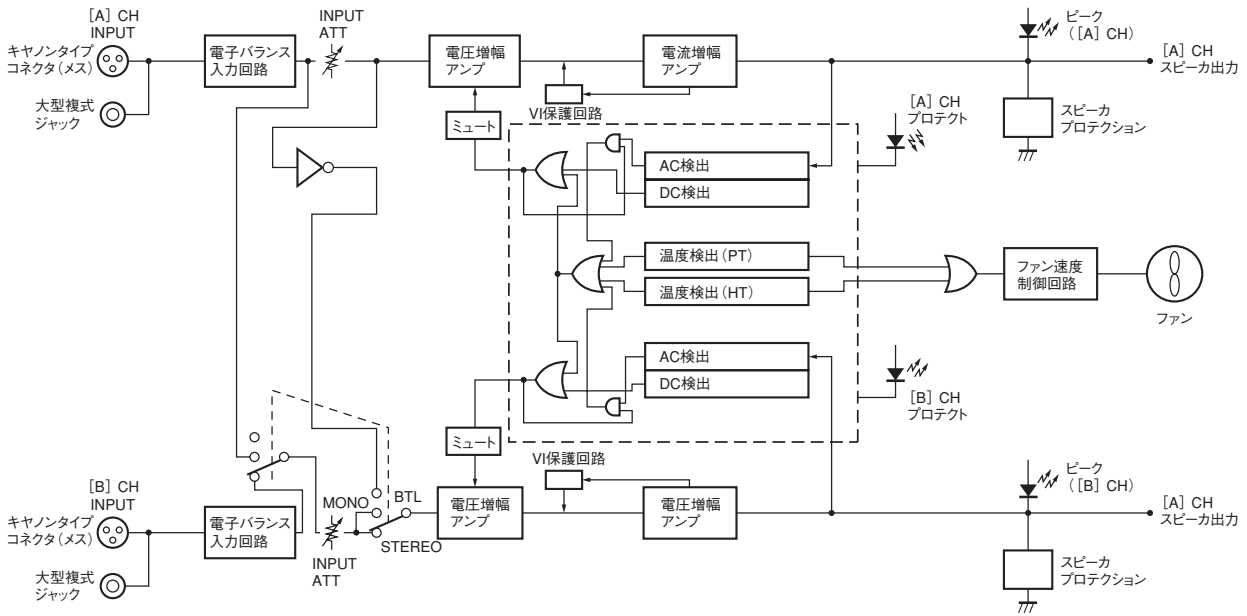 [A] CH
INPUT
キヤノンタイプ
コネクタ(メス)
大型複式
ジャック
電子バランス
入力回路
INPUT
ATT
電圧増幅
アンプ
電流増幅
アンプ
ピーク
([A] CH)
[A] CH
スピーカ出力
VI保護回路
ミュート
[A] CH
プロテクト
スピーカ
プロテクション
AC検出
DC検出
温度検出(PT)
温度検出(HT)
ファン速度
制御回路
ファン
AC検出
DC検出
[B] CH
プロテクト
ミュート
VI保護回路
[B] CH
INPUT
キヤノンタイプ
コネクタ(メス)
大型複式
ジャック
電子バランス
入力回路
MONO
BTL
STEREO
INPUT
ATT
電圧増幅
アンプ
電圧増幅
アンプ
ピーク
([B] CH)
[A] CH
スピーカ出力
スピーカ
プロテクション